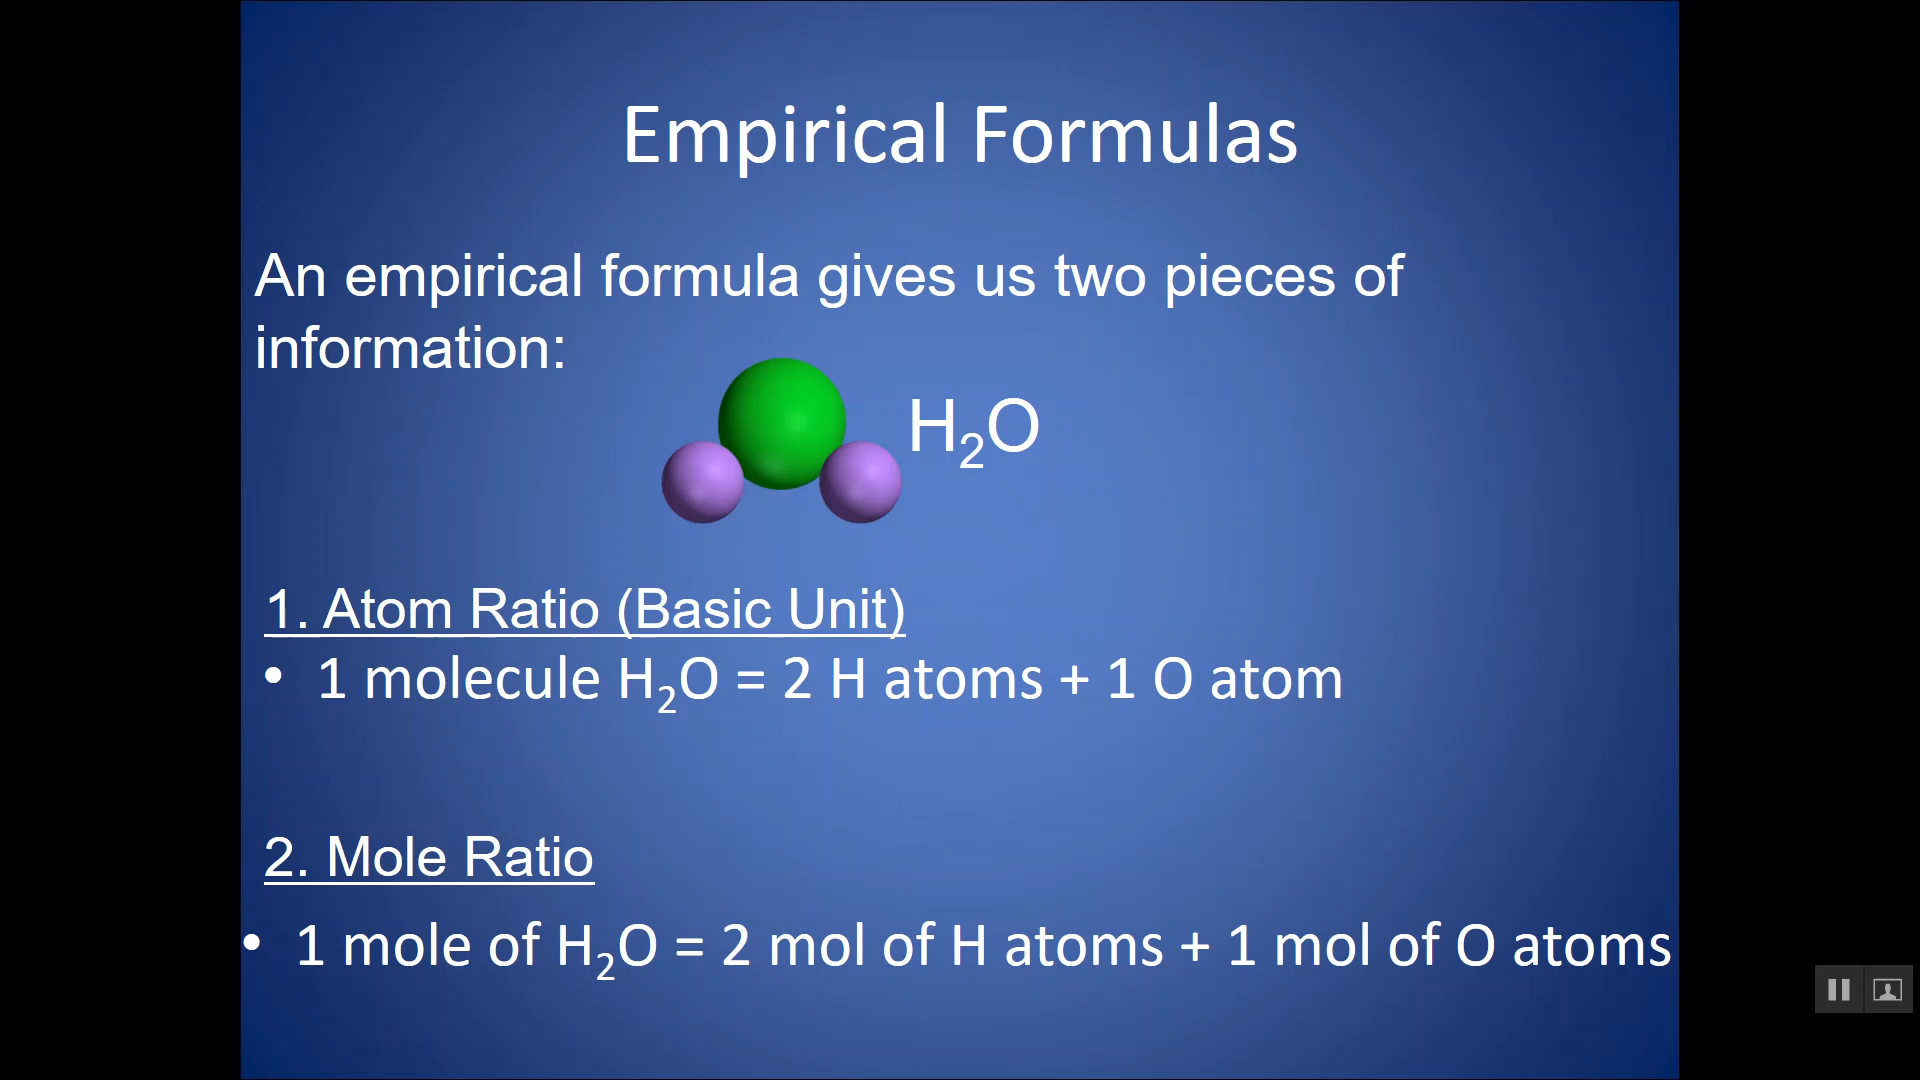 Empirical Formulas
An empirical formula gives us two pieces of
information:
H₂O
1. Atom Ratio (Basic Unit)
• 1 molecule H₂O = 2 H atoms + 1 O atom
2. Mole Ratio
• 1 mole of H₂O = 2 mol of H atoms + 1 mol of O atoms